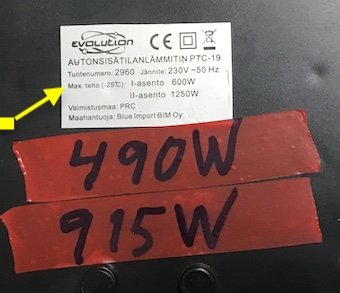 EVOLUTION
AUTONSISÄTILANLÄMMITIN PTC-19
Tuotenumero: 2960 Jännite: 230V ~50 Hz
Max. teho (-25°C): I-asento 600W
II-asento 1250W
Valmistusmaa: PRC
Maahantuoja: Blue Import BIM Oy
490W
915W